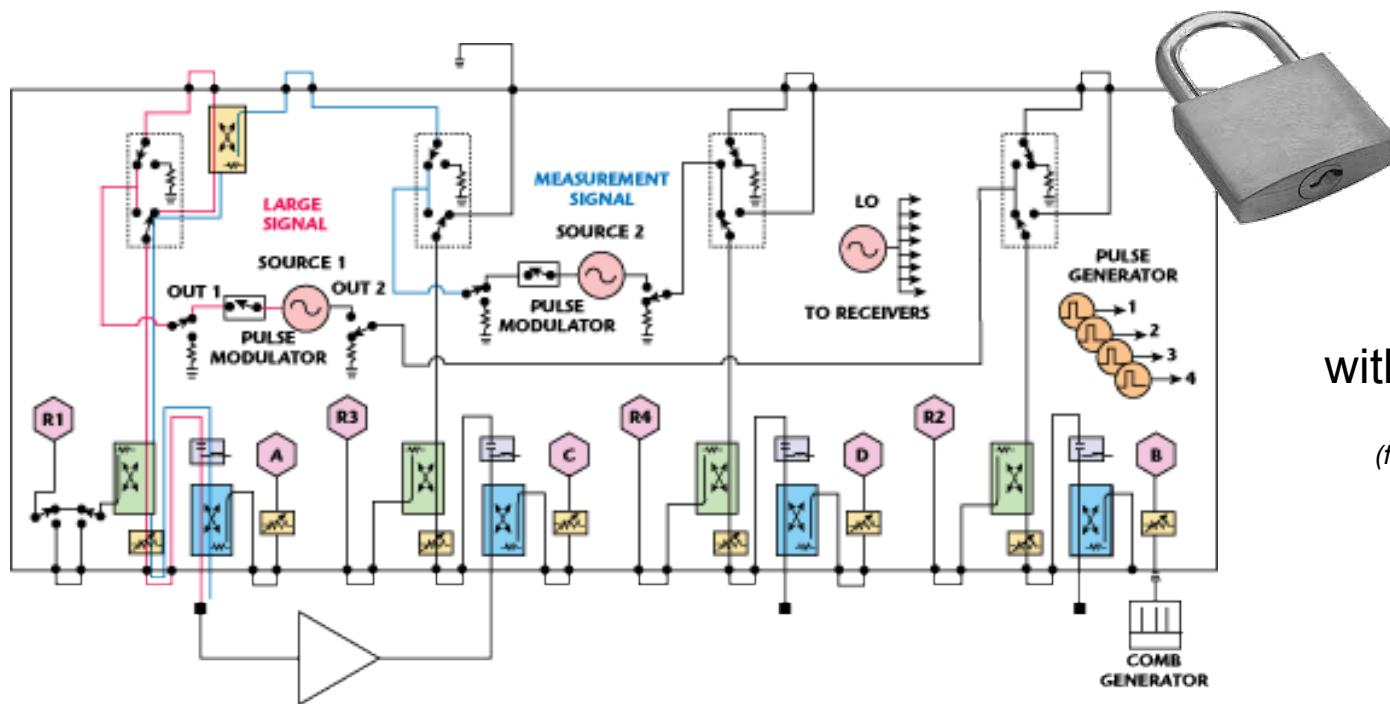 LARGE
SIGNAL
MEASUREMENT
SIGNAL
SOURCE 1
SOURCE 2
OUT 1
OUT 2
PULSE
MODULATOR
PULSE
MODULATOR
LO
TO RECEIVERS
PULSE
GENERATOR
1
2
3
4
R1
A
R3
C
R4
D
R2
B
COMB
GENERATOR